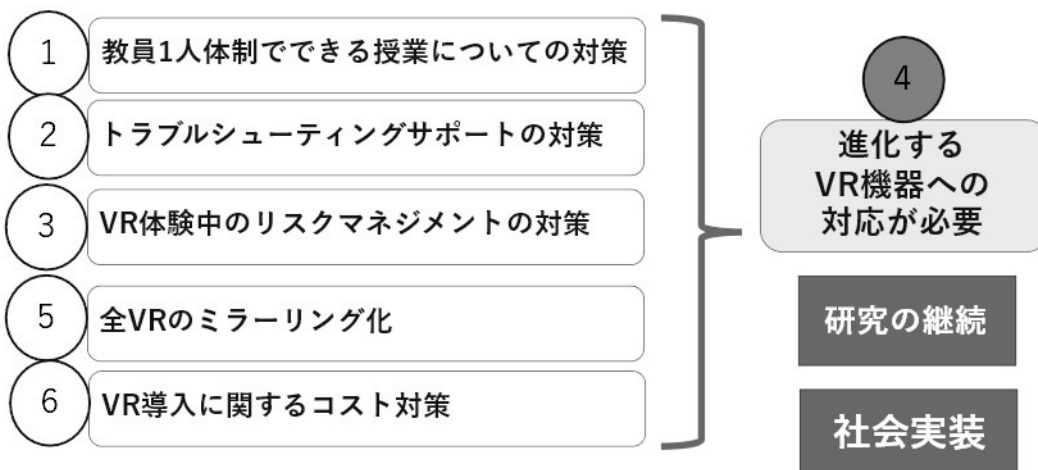 1
教員1人体制でできる授業についての対策
2
トラブルシューティングサポートの対策
3
VR体験中のリスクマネジメントの対策
5
全VRのミラーリング化
6
VR導入に関するコスト対策
4
進化する
VR機器への
対応が必要
研究の継続
社会実装